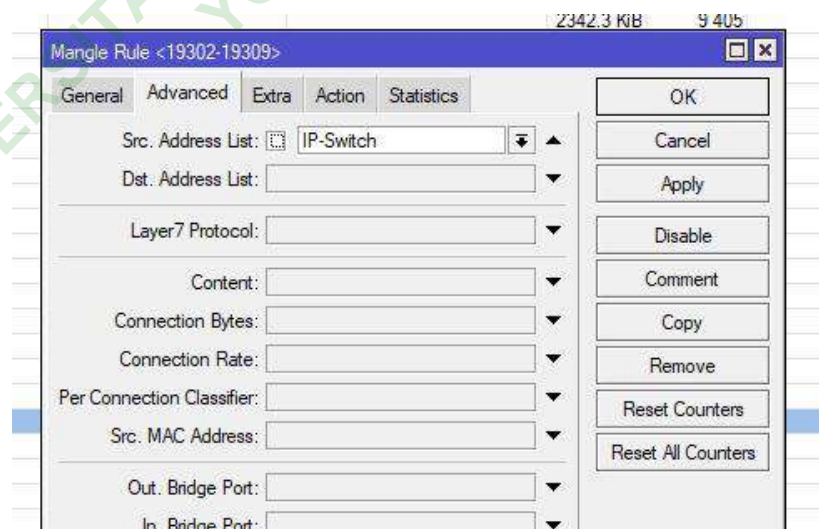 2342.3 KiB 9 405
Mangle Rule <19302-19309>
General Advanced Extra Action Statistics
OK
Src. Address List: IP-Switch
Cancel
Dst. Address List:
Apply
Layer7 Protocol:
Disable
Content:
Comment
Connection Bytes:
Copy
Connection Rate:
Remove
Per Connection Classifier:
Reset Counters
Src. MAC Address:
Reset All Counters
Out. Bridge Port:
In. Bridge Port: